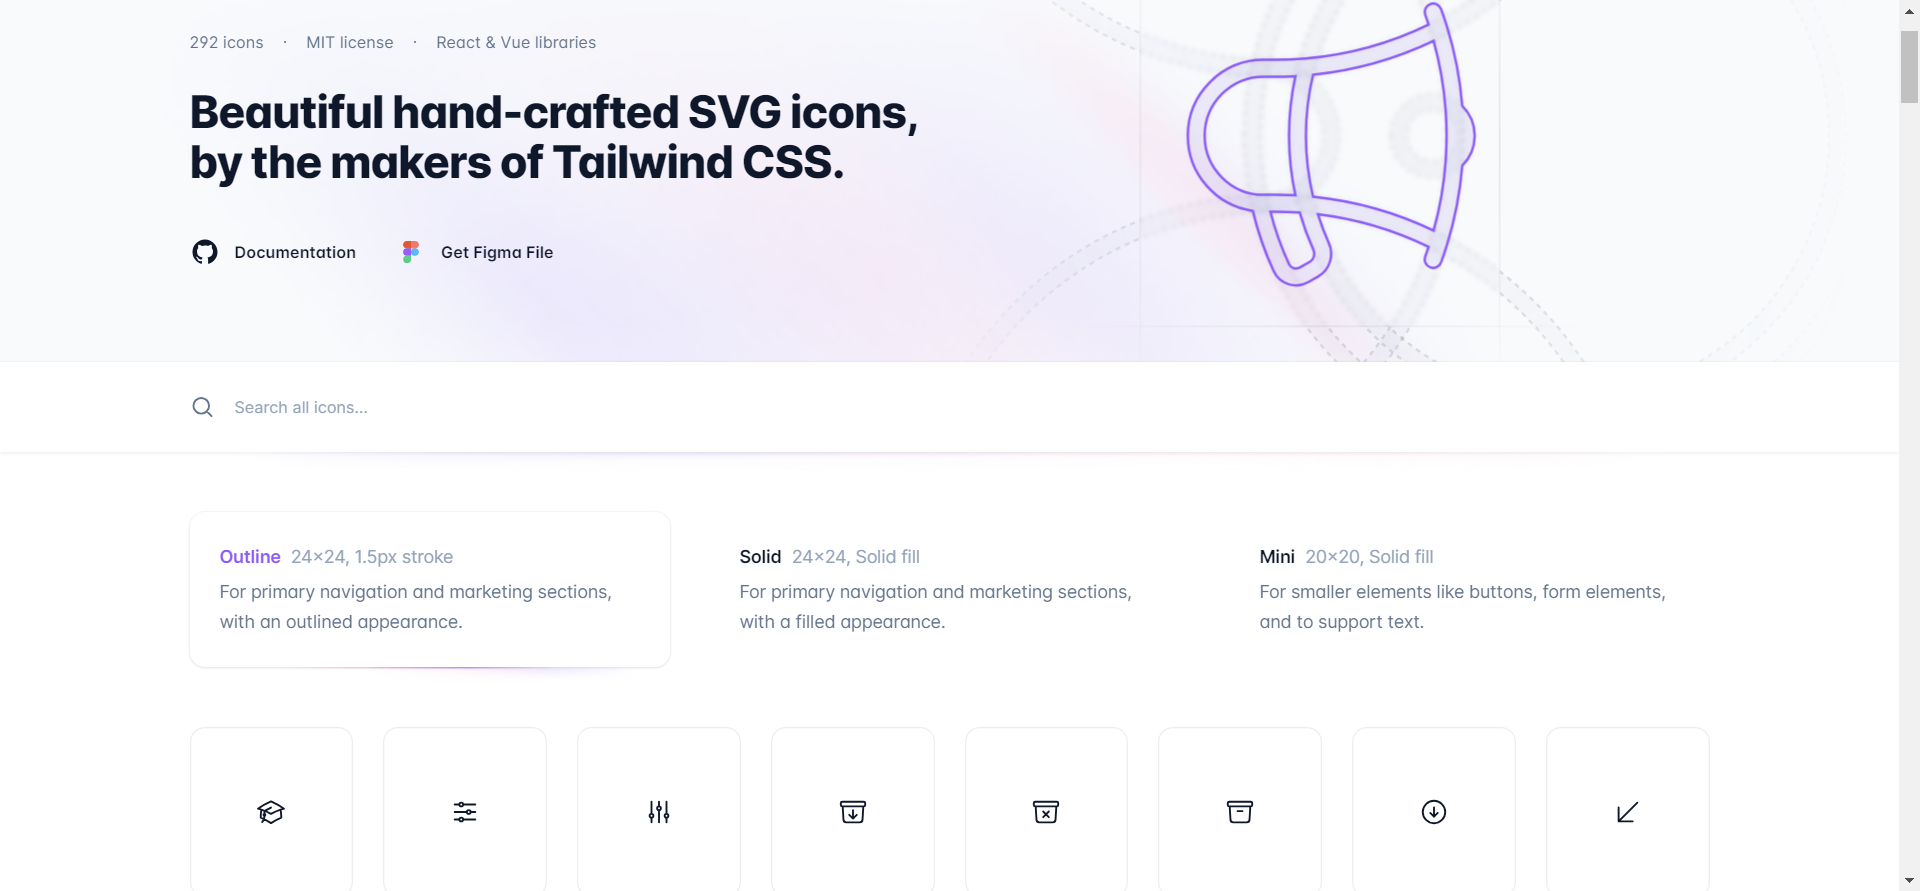 292 icons · MIT license · React & Vue libraries
Beautiful hand-crafted SVG icons,
by the makers of Tailwind CSS.
Documentation Get Figma File
Search all icons...
Outline 24×24, 1.5px stroke
For primary navigation and marketing sections,
with an outlined appearance.
Solid 24×24, Solid fill
For primary navigation and marketing sections,
with a filled appearance.
Mini 20×20, Solid fill
For smaller elements like buttons, form elements,
and to support text.